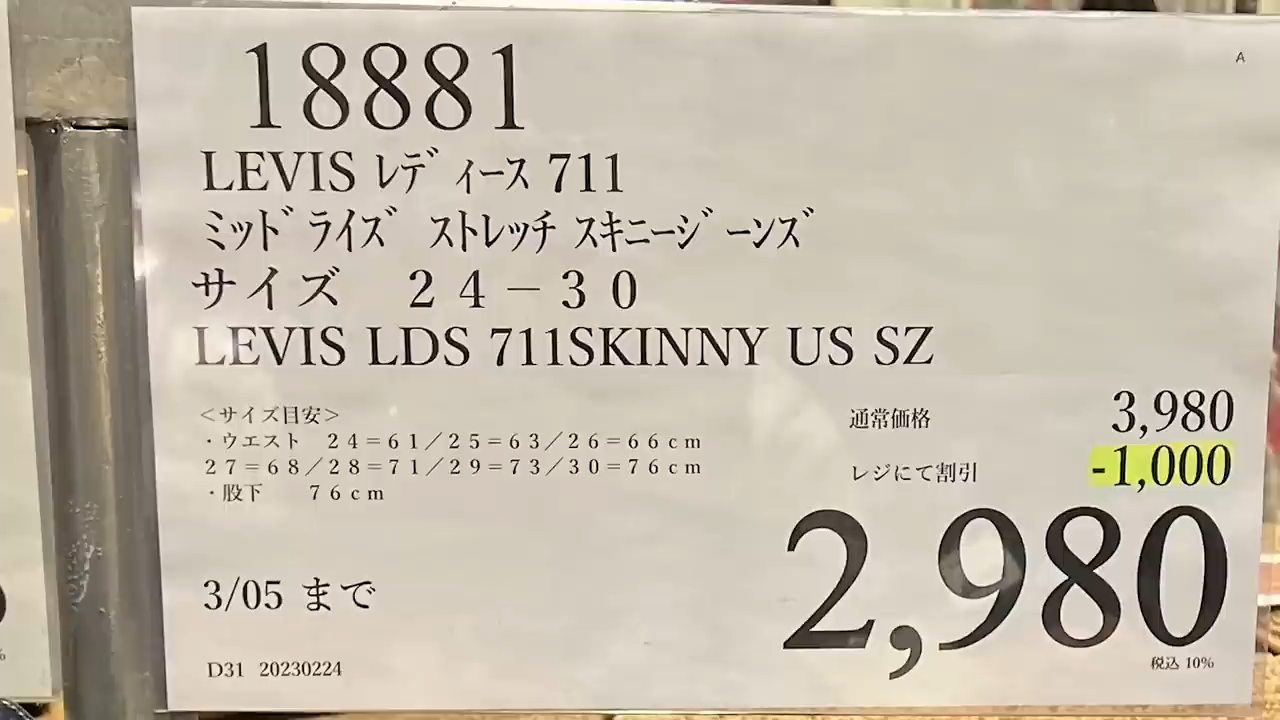 A
18881
LEVIS ﾚﾃﾞｨｰｽ 711
ﾐｯﾄﾞﾗｲｽﾞ ｽﾄﾚｯﾁ ｽｷﾆｰｼﾞｰﾝｽﾞ
サイズ　２４－３０
LEVIS LDS 711SKINNY US SZ
＜サイズ目安＞
・ウエスト　２４＝６１／２５＝６３／２６＝６６ｃｍ
２７＝６８／２８＝７１／２９＝７３／３０＝７６ｃｍ
・股下　　７６ｃｍ
通常価格 3,980
レジにて割引 -1,000
2,980
税込 10%
3/05 まで
D31 20230224